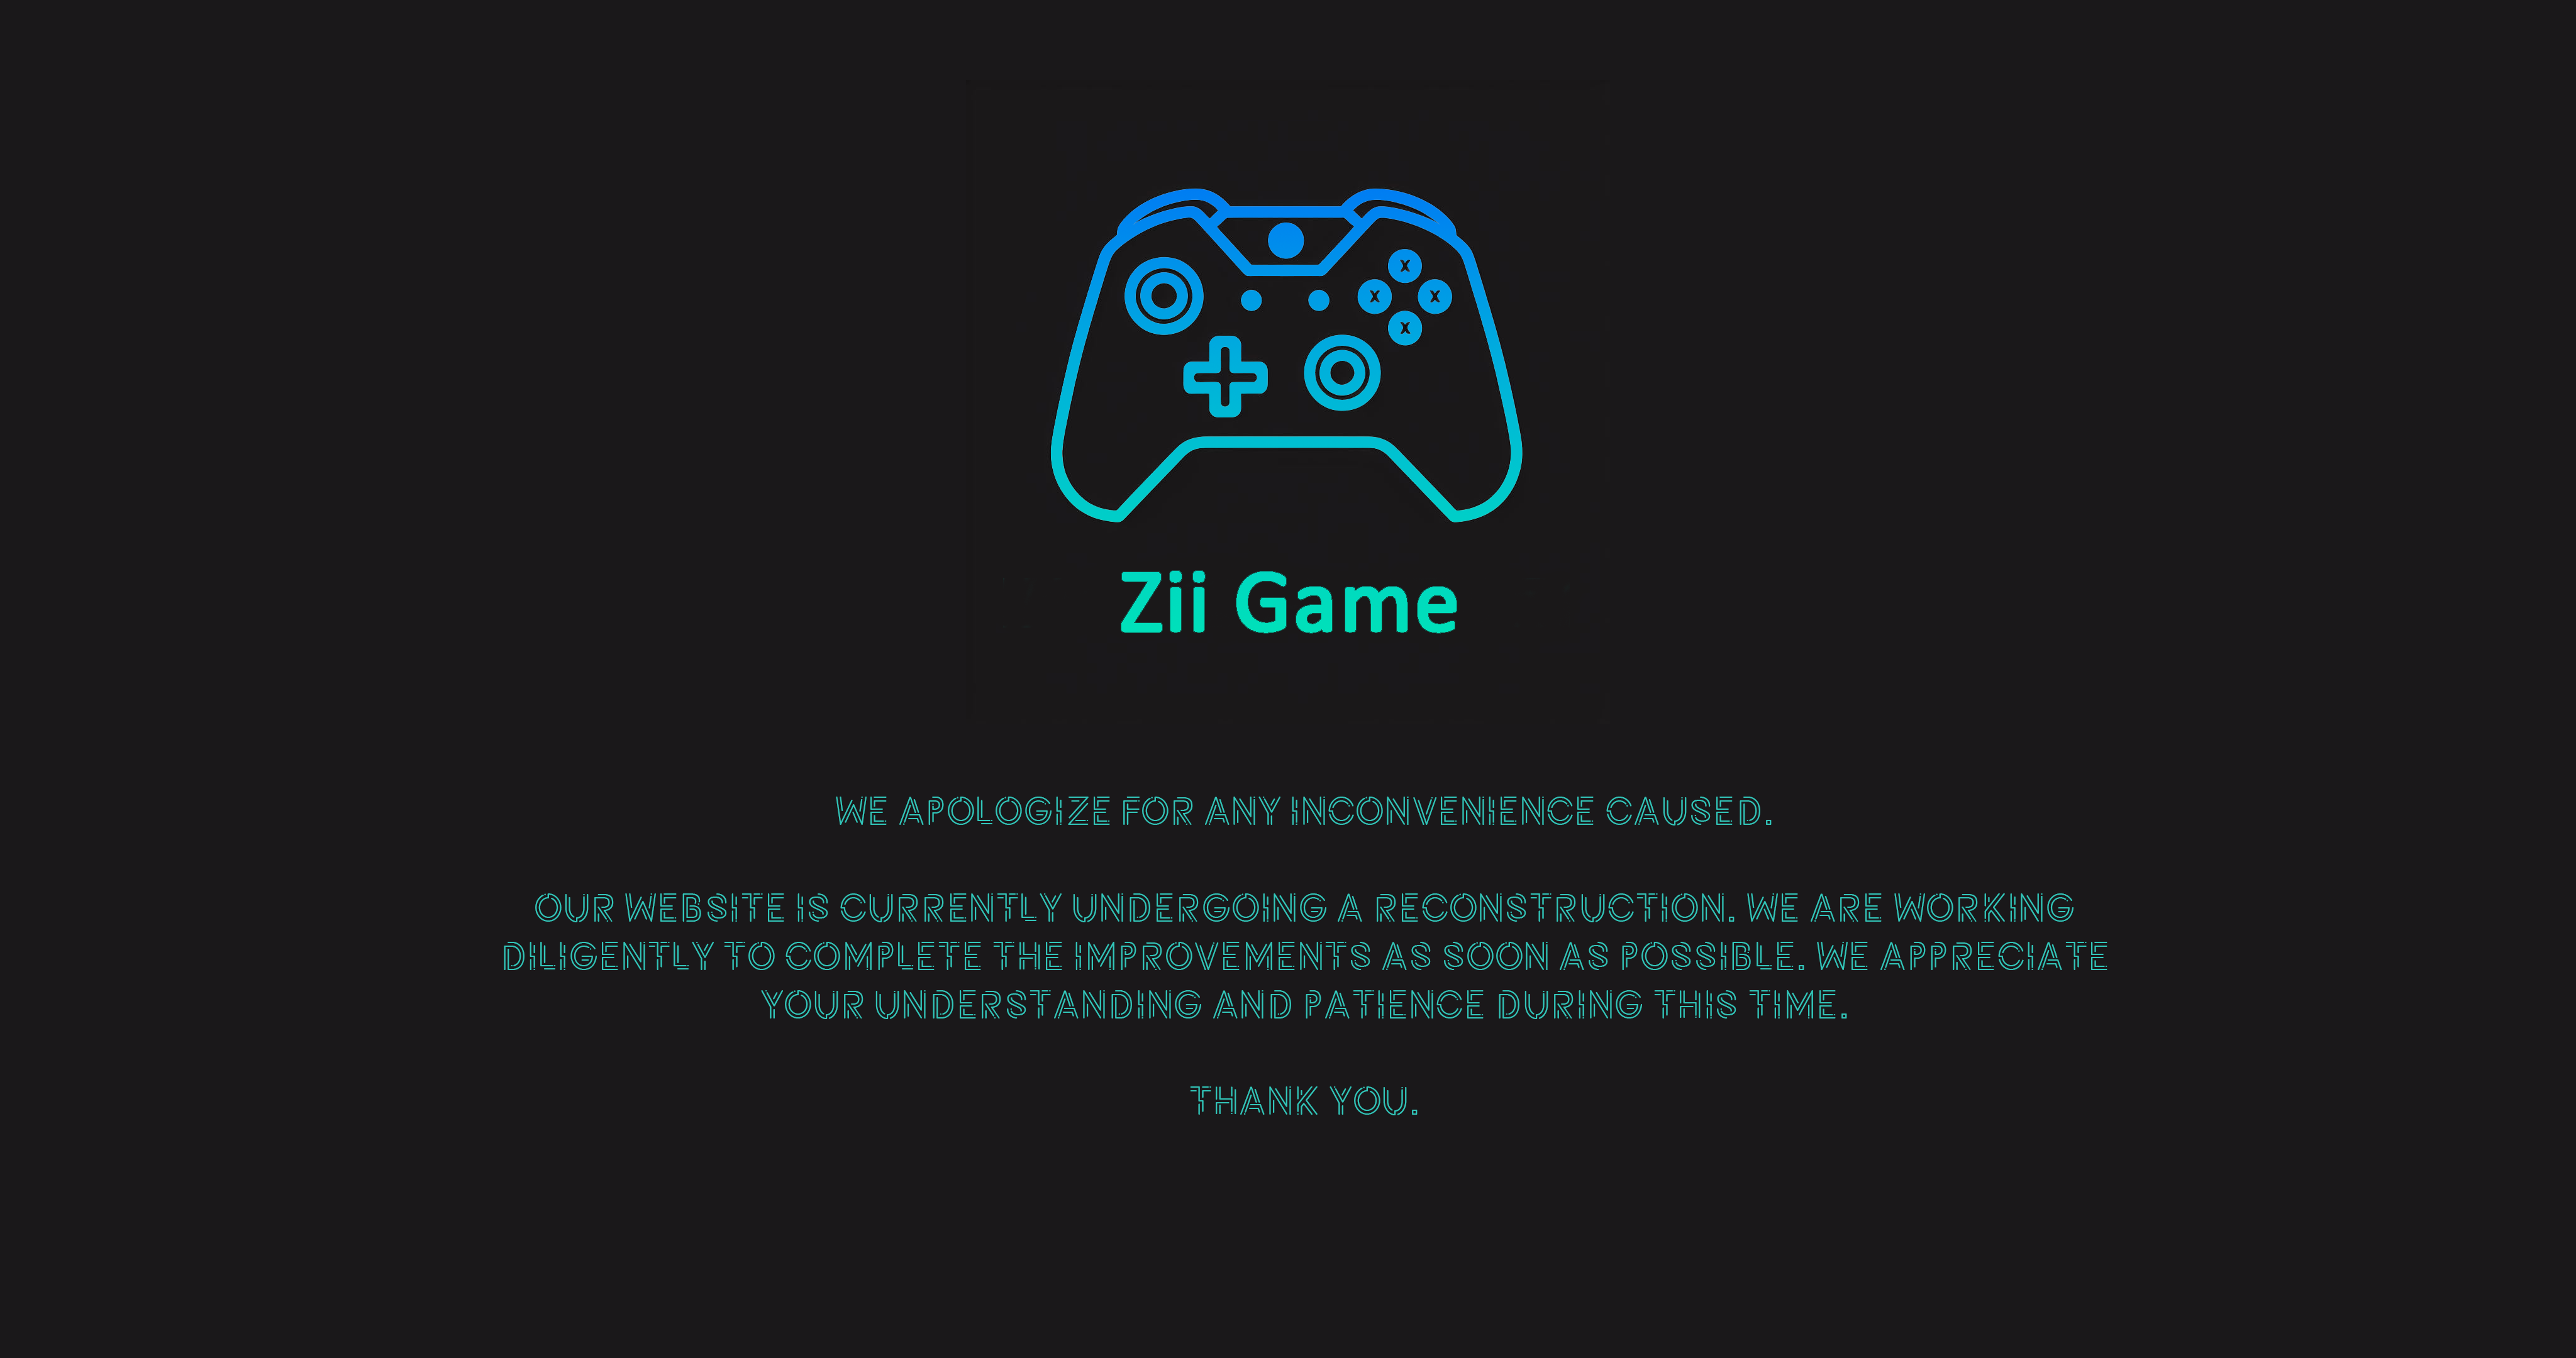 X
X X
X
Zii Game
WE APOLOGIZE FOR ANY INCONVENIENCE CAUSED.
OUR WEBSITE IS CURRENTLY UNDERGOING A RECONSTRUCTION. WE ARE WORKING
DILIGENTLY TO COMPLETE THE IMPROVEMENTS AS SOON AS POSSIBLE. WE APPRECIATE
YOUR UNDERSTANDING AND PATIENCE DURING THIS TIME.
THANK YOU.